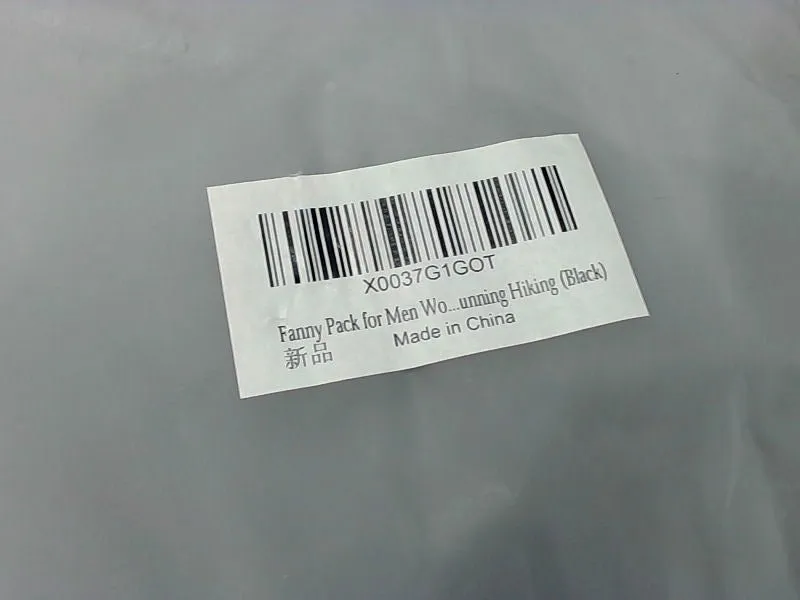 X0037G1GOT
Fanny Pack for Men Wo...unning Hiking (Black)
新品
Made in China